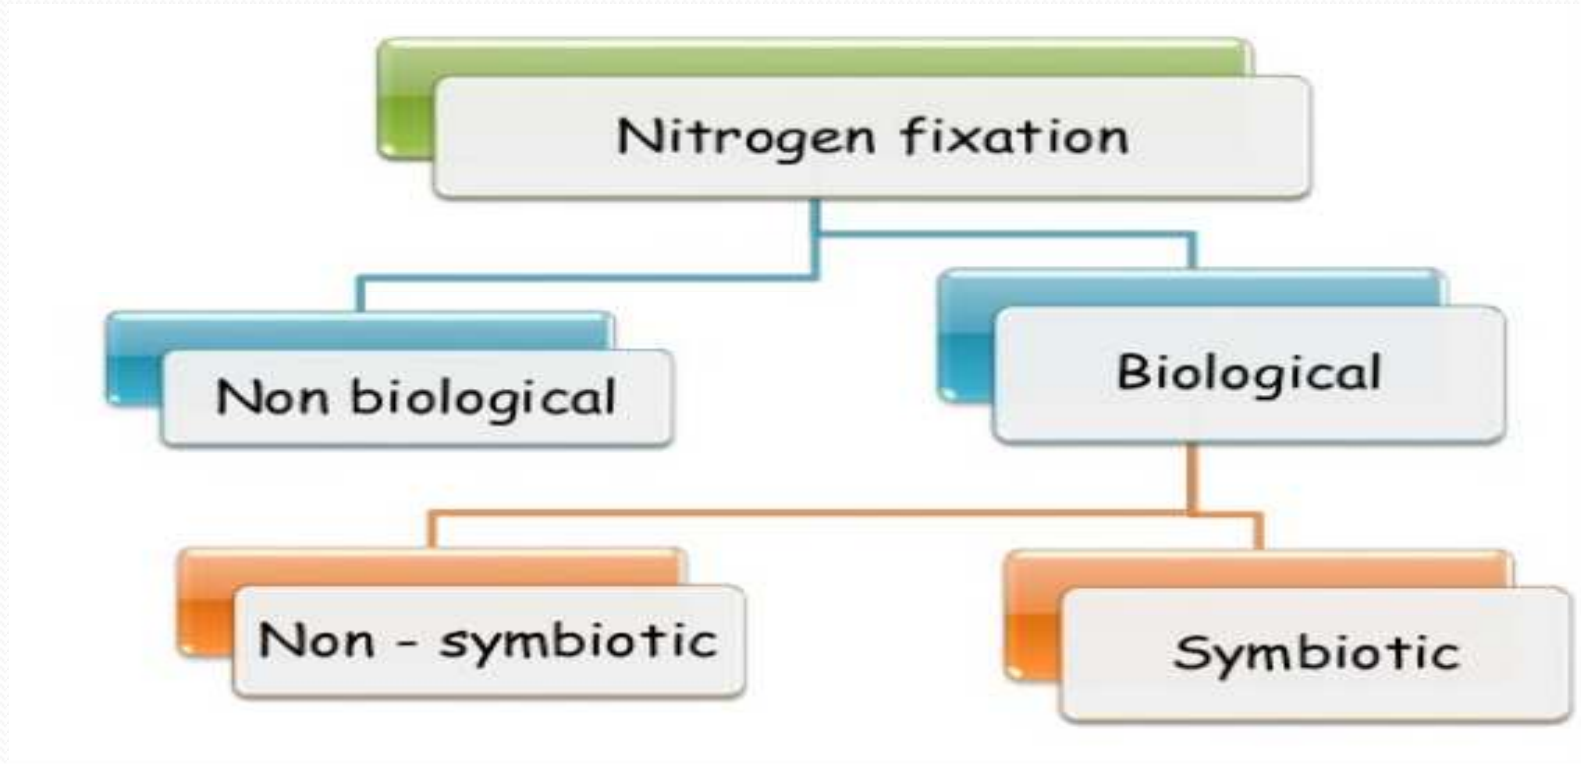 Nitrogen fixation
Non biological
Biological
Non - symbiotic
Symbiotic